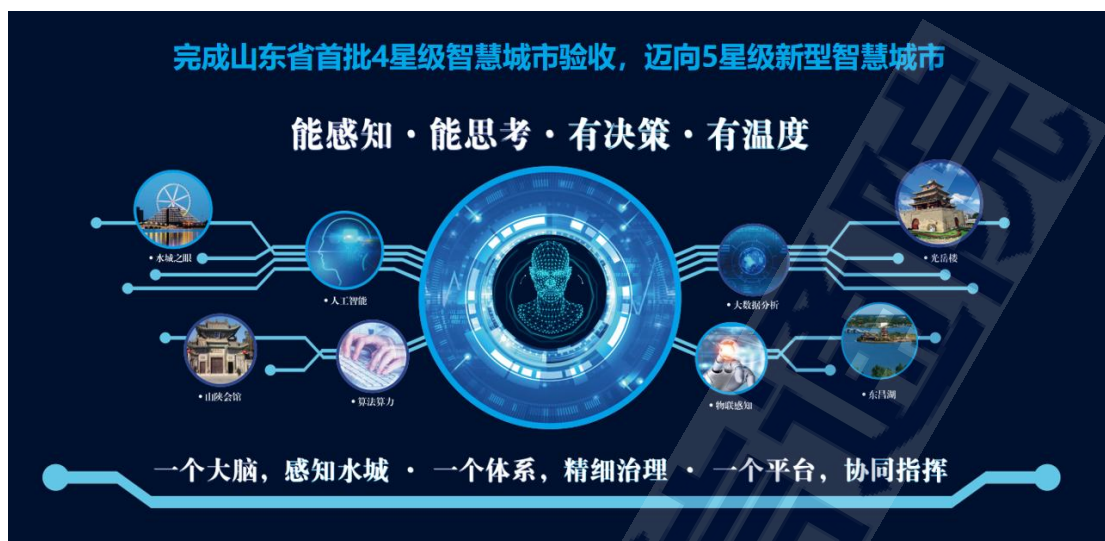 完成山东省首批4星级智慧城市验收，迈向5星级新型智慧城市
能感知·能思考·有决策·有温度
•水城之眼
•人工智能
•大数据分析
•光岳楼
•山陕会馆
•算法算力
•物联感知
•东昌湖
一个大脑，感知水城 · 一个体系，精细治理 · 一个平台，协同指挥